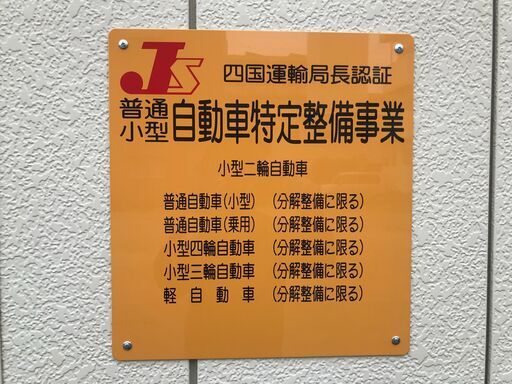 JS 四国運輸局長認証
普通
小型 自動車特定整備事業
小型二輪自動車
普通自動車(小型) (分解整備に限る)
普通自動車(乗用) (分解整備に限る)
小型四輪自動車 (分解整備に限る)
小型三輪自動車 (分解整備に限る)
軽自動車 (分解整備に限る)